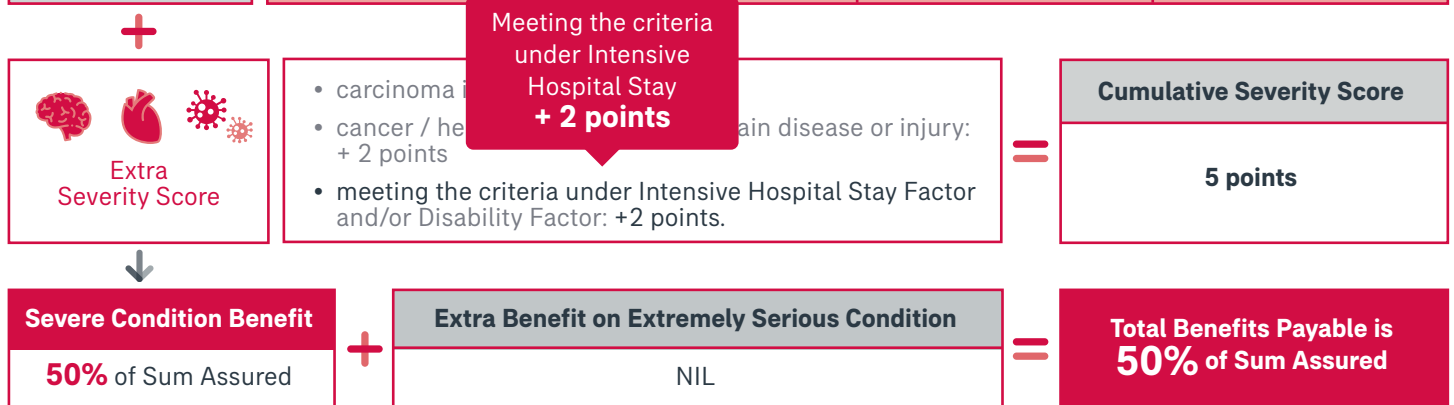 Meeting the criteria
under Intensive
Hospital Stay
+ 2 points
Extra
Severity Score
• carcinoma
• cancer / ain disease or injury:
+ 2 points
• meeting the criteria under Intensive Hospital Stay Factor
and/or Disability Factor: +2 points.
Cumulative Severity Score
5 points
Severe Condition Benefit
50% of Sum Assured
Extra Benefit on Extremely Serious Condition
NIL
Total Benefits Payable is
50% of Sum Assured